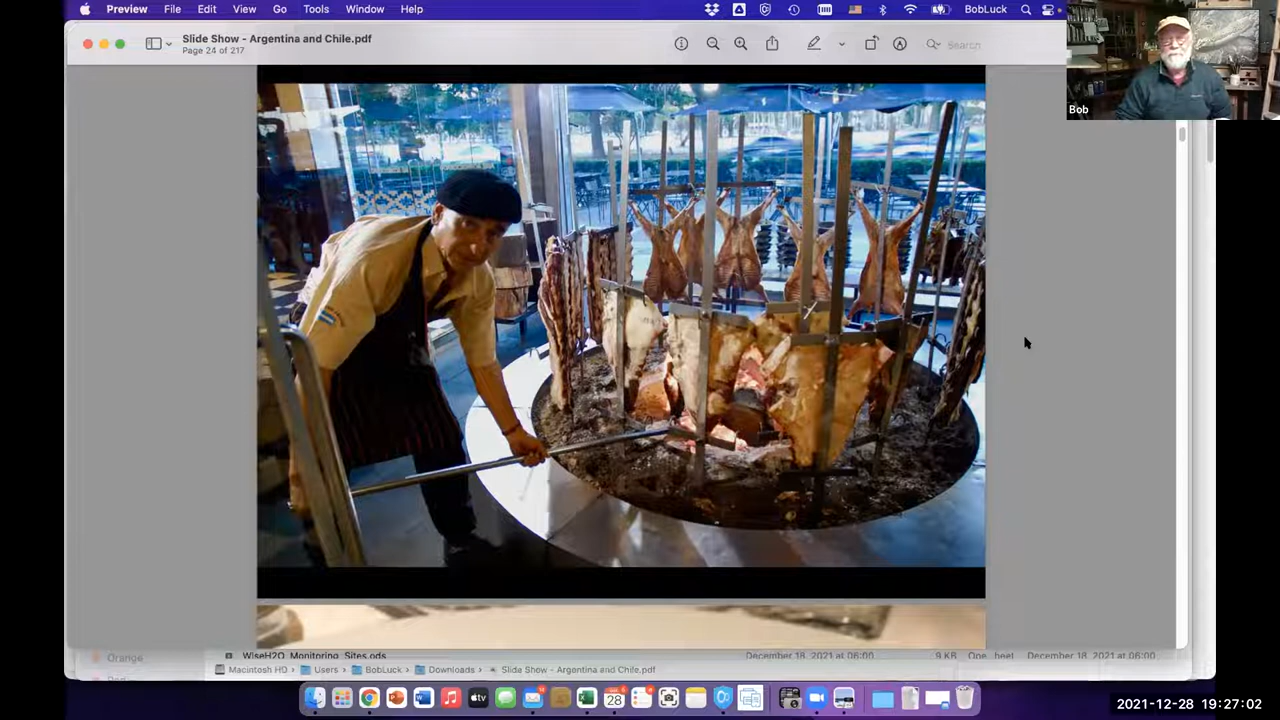 Preview File Edit View Go Tools Window Help BobLuck
Slide Show - Argentina and Chile.pdf
Page 24 of 217
Search
Bob
Orange
WiseH2O_Monitoring_Sites.ods December 18, 2021 at 06:00 9 KB December 18, 2021 at 06:00
Macintosh HD Users BobLuck Downloads Slide Show - Argentina and Chile.pdf
28
2021-12-28 19:27:02